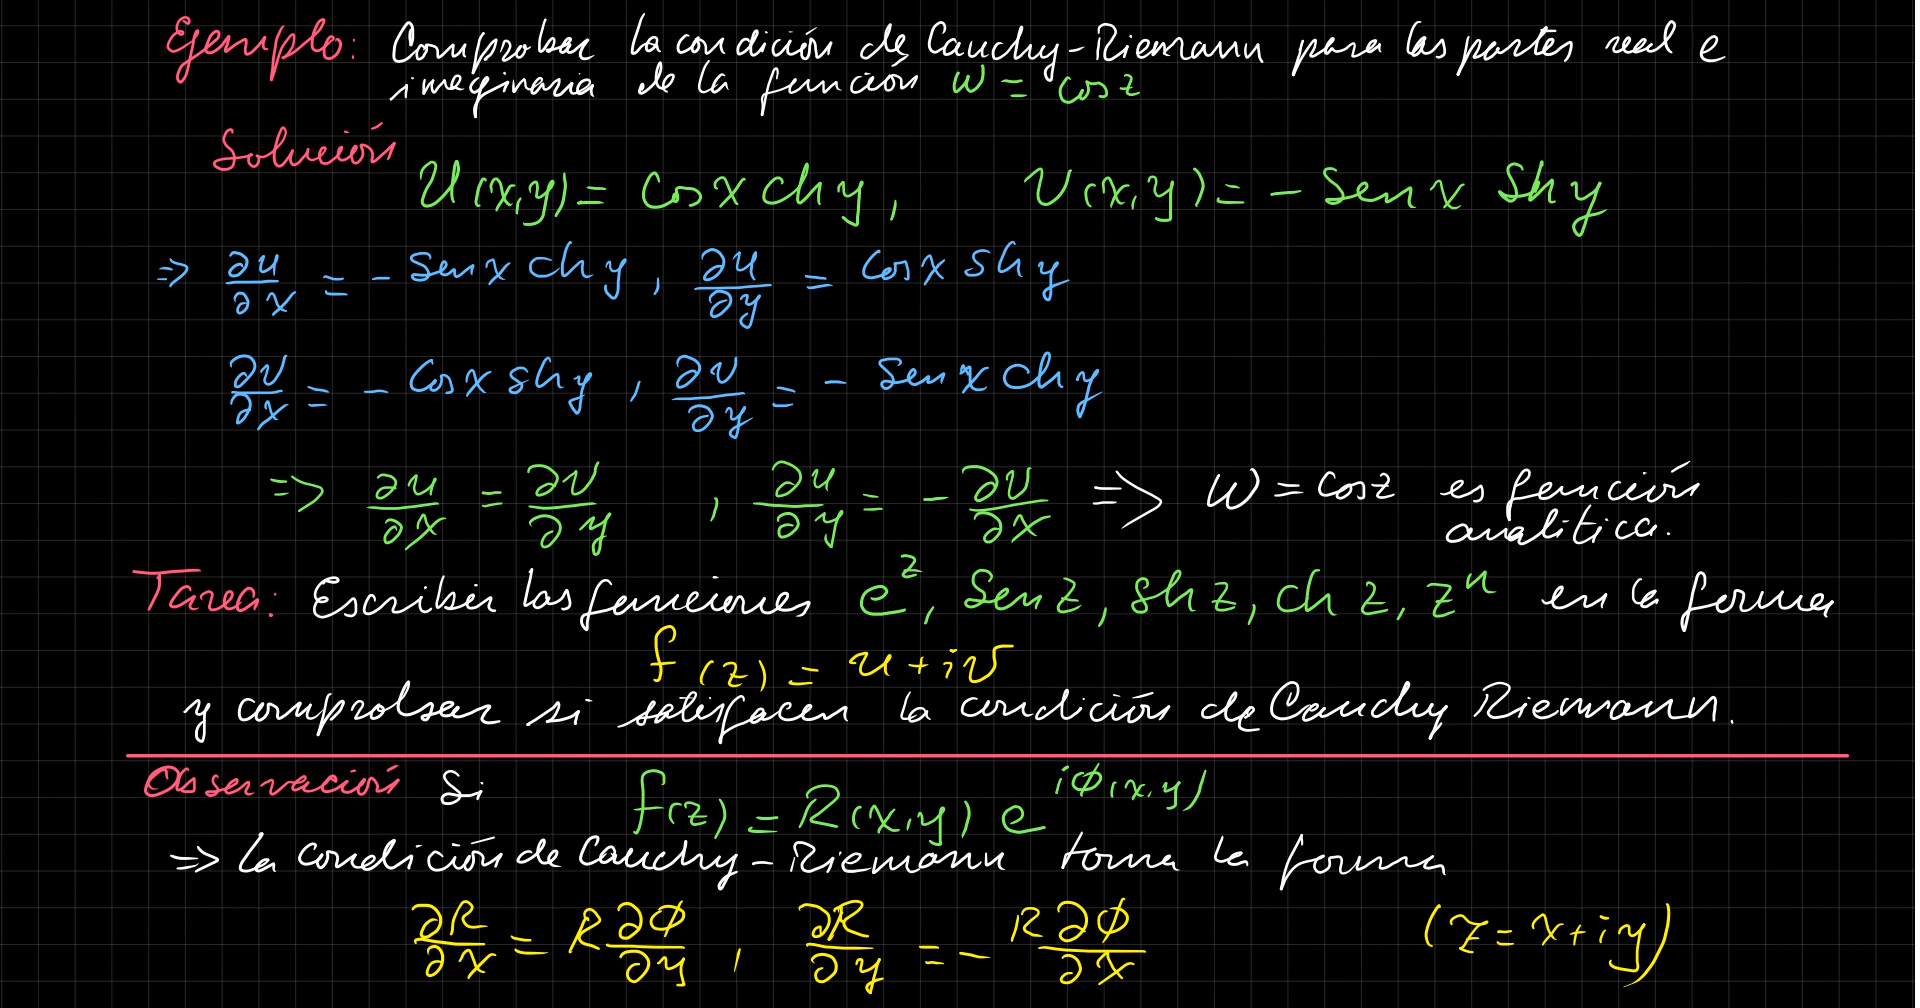 Ejemplo: Comprobar la condición de Cauchy-Riemann para las partes real e
imaginaria de la función w = cos z
Solución
U(x,y) = cos x ch y, V(x,y) = - Sen x Sh y
=> ∂u/∂x = - sen x ch y, ∂u/∂y = cos x sh y
∂v/∂x = - cos x sh y, ∂v/∂y = - sen x ch y
=> ∂u/∂x = ∂v/∂y, ∂u/∂y = - ∂v/∂x => w = cos z es función
analítica.
Tarea: Escribir las funciones e^z, Sen z, sh z, ch z, z^n en la forma
f(z) = u + iv
y comprobar si satisfacen la condición de Cauchy Riemann.
Observación Si
f(z) = R(x,y) e^{iΦ(x,y)}
=> la condición de Cauchy-Riemann toma la forma
∂R/∂x = R ∂Φ/∂y, ∂R/∂y = - R ∂Φ/∂x (z = x + iy)